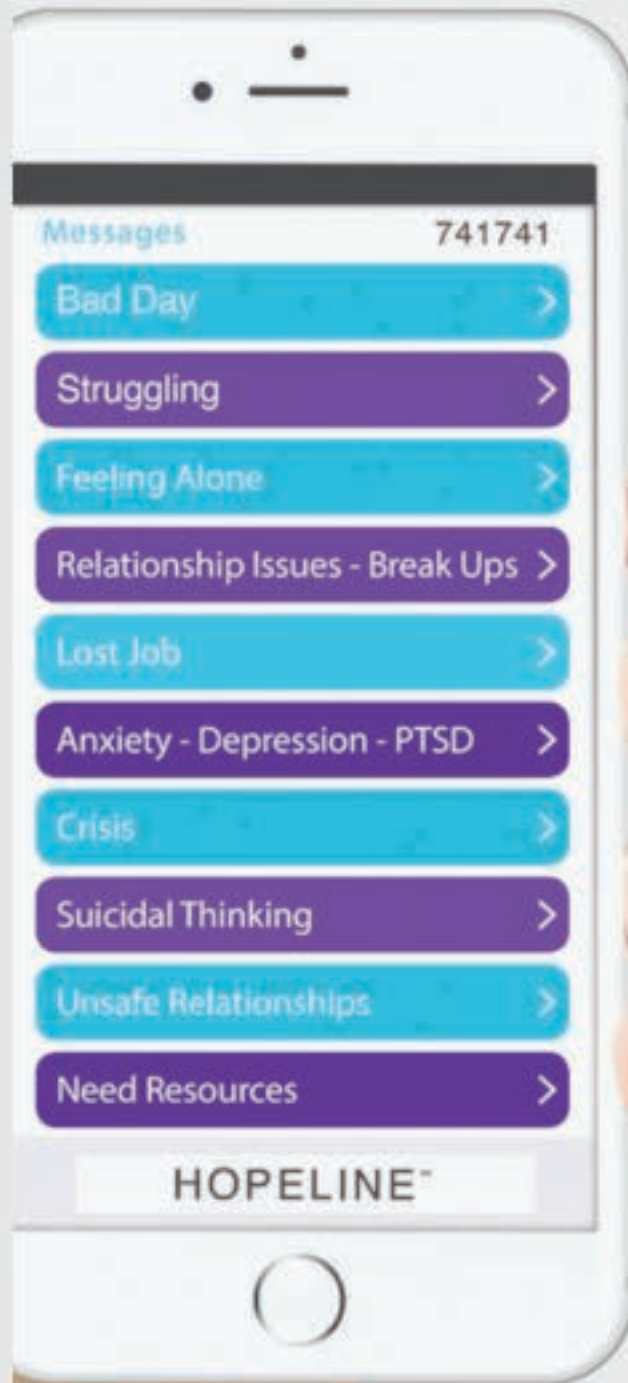 Messages 741741
Bad Day
Struggling
Feeling Alone
Relationship Issues - Break Ups
Lost Job
Anxiety - Depression - PTSD
Crisis
Suicidal Thinking
Unsafe Relationships
Need Resources
HOPELINE™